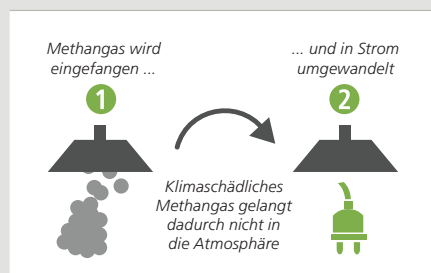 Methangas wird
eingefangen ...
1
... und in Strom
umgewandelt
2
Klimaschädliches
Methangas gelangt
dadurch nicht in
die Atmosphäre